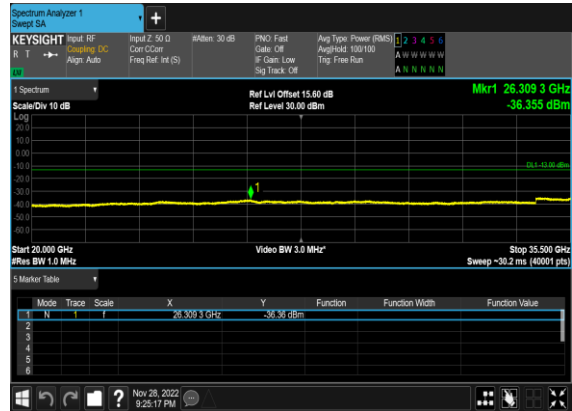 Spectrum Analyzer 1
Swept SA
+
KEYSIGHT Input: RF Input Z: 50 Ω #Atten: 30 dB PNO: Fast Avg Type: Power (RMS) 1 2 3 4 5 6
R T Coupling: DC Corr CCorr Gate: Off Avg|Hold: 100/100 A W W W W W
Align: Auto Freq Ref: Int (S) IF Gain: Low Trig: Free Run
Sig Track: Off A N N N N N
1 Spectrum Ref Lvl Offset 15.60 dB Mkr1 26.309 3 GHz
Scale/Div 10 dB Ref Level 30.00 dBm -36.355 dBm
Log
20.0
10.0
0.00
-10.0 DL1 -13.00 dBm
-20.0
-30.0 1
-40.0
-50.0
-60.0
Start 20.000 GHz Video BW 3.0 MHz* Stop 35.500 GHz
#Res BW 1.0 MHz Sweep ~30.2 ms (40001 pts)
5 Marker Table
Mode Trace Scale X Y Function Function Width Function Value
1 N 1 f 26.309 3 GHz -36.36 dBm
2
3
4
5
6
? Nov 28, 2022
9:25:17 PM